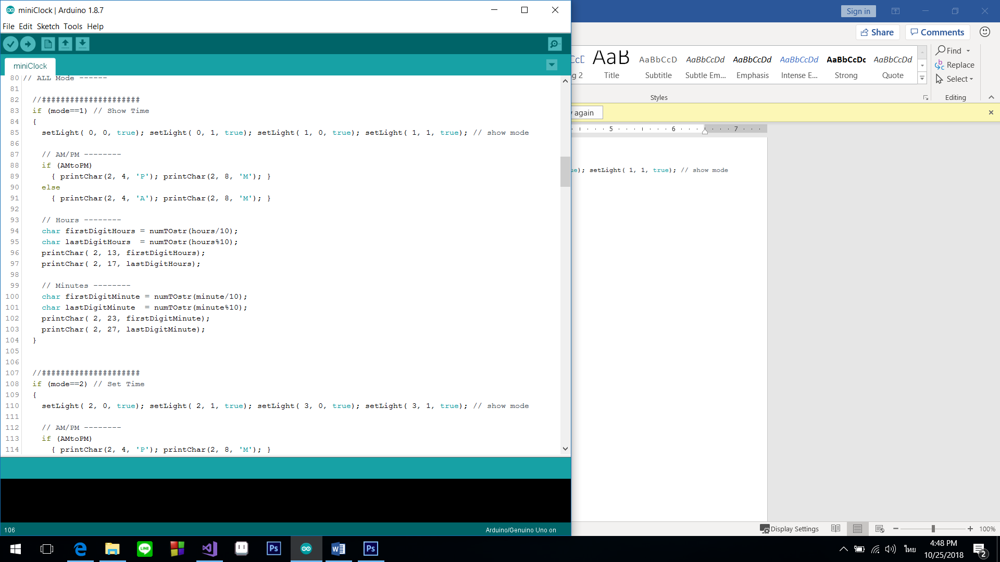 miniClock | Arduino 1.8.7
File Edit Sketch Tools Help
miniClock
80 // ALL Mode ------
81
82 //#####################
83 if (mode==1) // Show Time
84 {
85 setLight( 0, 0, true); setLight( 0, 1, true); setLight( 1, 0, true); setLight( 1, 1, true); // show mode
86
87 // AM/PM --------
88 if (AMtoPM)
89 { printChar(2, 4, 'P'); printChar(2, 8, 'M'); }
90 else
91 { printChar(2, 4, 'A'); printChar(2, 8, 'M'); }
92
93 // Hours --------
94 char firstDigitHours = numTOstr(hours/10);
95 char lastDigitHours  = numTOstr(hours%10);
96 printChar( 2, 13, firstDigitHours);
97 printChar( 2, 17, lastDigitHours);
98
99 // Minutes --------
100 char firstDigitMinute = numTOstr(minute/10);
101 char lastDigitMinute  = numTOstr(minute%10);
102 printChar( 2, 23, firstDigitMinute);
103 printChar( 2, 27, lastDigitMinute);
104 }
105
106
107 //#####################
108 if (mode==2) // Set Time
109 {
110 setLight( 2, 0, true); setLight( 2, 1, true); setLight( 3, 0, true); setLight( 3, 1, true); // show mode
111
112 // AM/PM --------
113 if (AMtoPM)
114 { printChar(2, 4, 'P'); printChar(2, 8, 'M'); }
106
Arduino/Genuino Uno on
Sign in
Share Comments
AaB AaBbCcD AaBbCcDd AaBbCcDd AaBbCcDd AaBbCcDc AaBbCcDd
g 2 Title Subtitle Subtle Em... Emphasis Intense E... Strong Quote
Styles
Find
Replace
Select
Editing
again
5 6 7
ue); setLight( 1, 1, true); // show mode
Display Settings
100%
LINE
Ps
Ps
ไทย
4:48 PM
10/25/2018
2